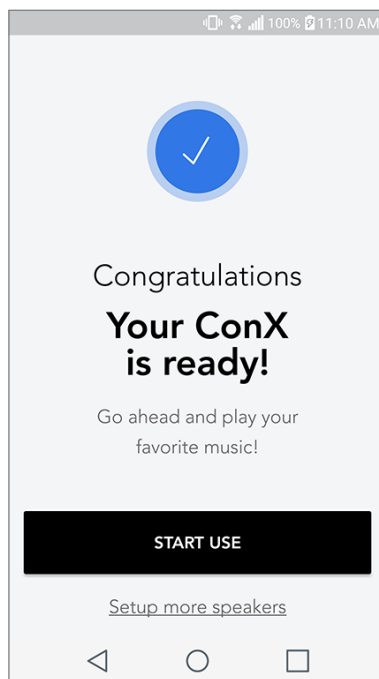 100% 11:10 AM
Congratulations
Your ConX
is ready!
Go ahead and play your
favorite music!
START USE
Setup more speakers